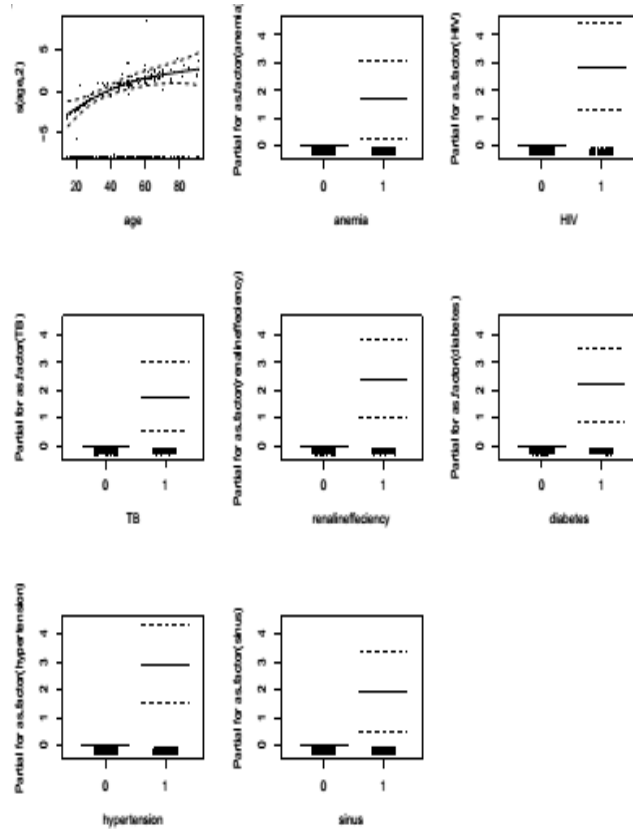 s(age,2)
5
0
−5
20 40 60 80
age
Partial for as.factor(anemia)
4
3
2
1
0
0 1
anemia
Partial for as.factor(HIV)
4
3
2
1
0
0 1
HIV
Partial for as.factor(TB)
4
3
2
1
0
0 1
TB
Partial for as.factor(renalineffeciency)
4
3
2
1
0
0 1
renalineffeciency
Partial for as.factor(diabetes)
4
3
2
1
0
0 1
diabetes
Partial for as.factor(hypertension)
4
3
2
1
0
0 1
hypertension
Partial for as.factor(sinus)
4
3
2
1
0
0 1
sinus